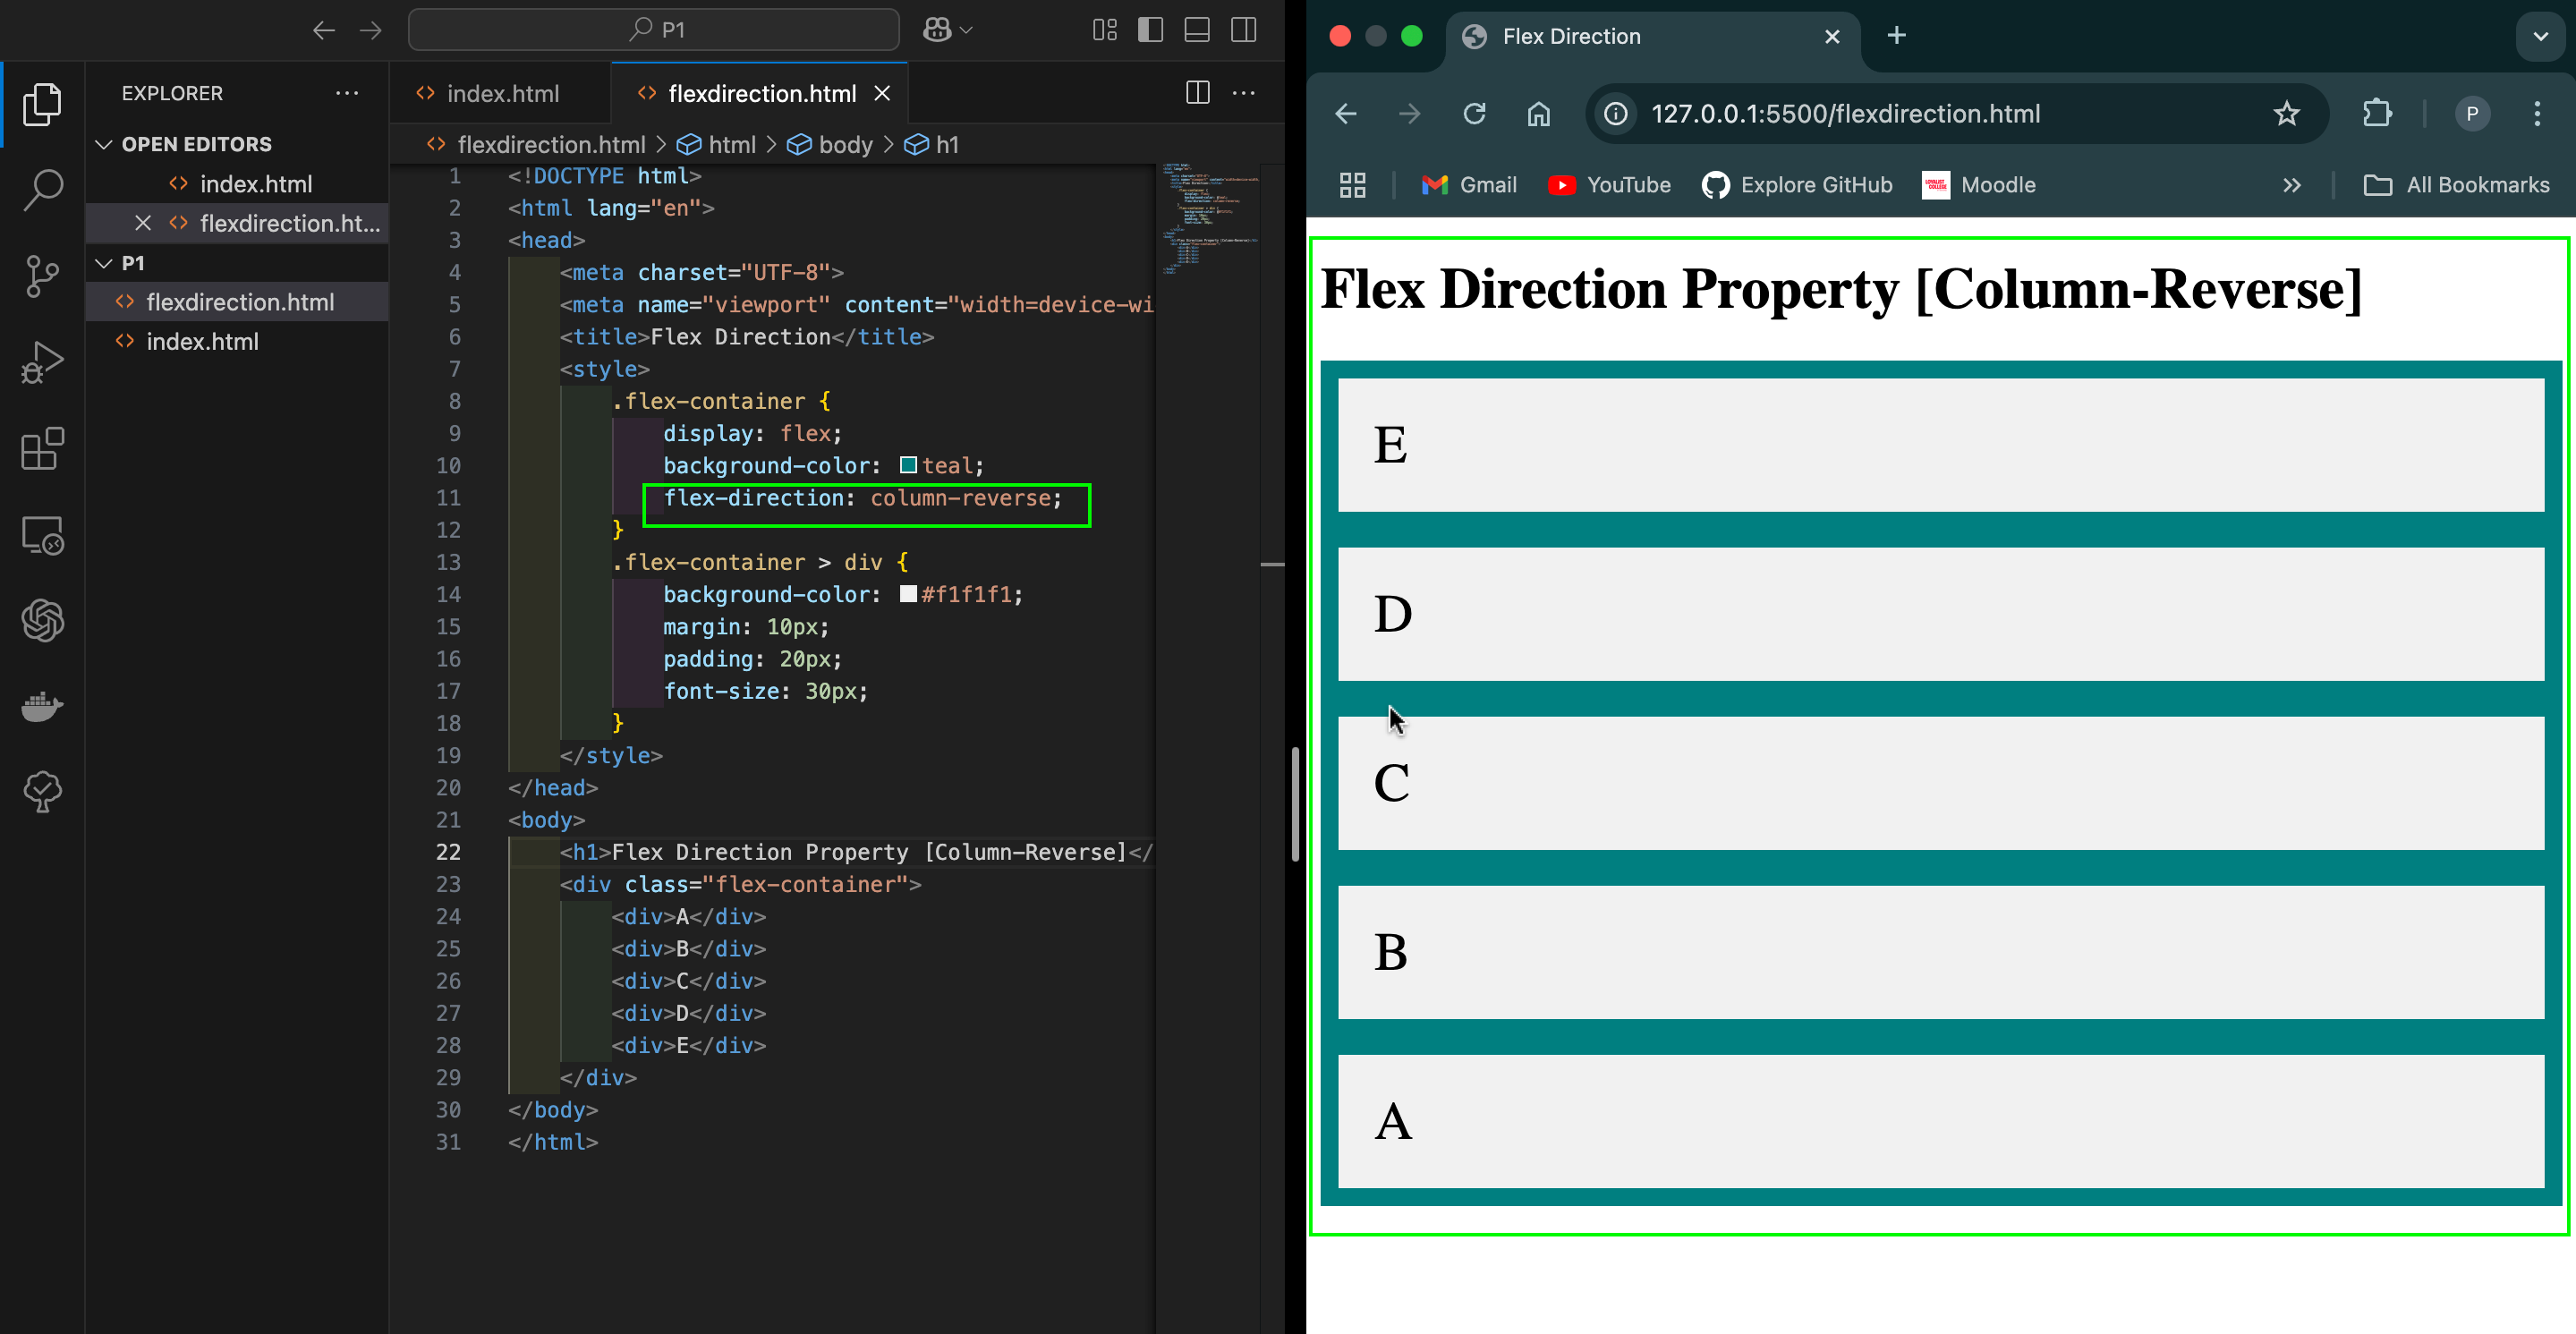 P1
EXPLORER
OPEN EDITORS
index.html
flexdirection.ht...
P1
flexdirection.html
index.html
index.html
flexdirection.html
flexdirection.html > html > body > h1
1 <!DOCTYPE html>
2 <html lang="en">
3 <head>
4 <meta charset="UTF-8">
5 <meta name="viewport" content="width=device-wi
6 <title>Flex Direction</title>
7 <style>
8 .flex-container {
9 display: flex;
10 background-color: teal;
11 flex-direction: column-reverse;
12 }
13 .flex-container > div {
14 background-color: #f1f1f1;
15 margin: 10px;
16 padding: 20px;
17 font-size: 30px;
18 }
19 </style>
20 </head>
21 <body>
22 <h1>Flex Direction Property [Column-Reverse]</
23 <div class="flex-container">
24 <div>A</div>
25 <div>B</div>
26 <div>C</div>
27 <div>D</div>
28 <div>E</div>
29 </div>
30 </body>
31 </html>
Flex Direction
127.0.0.1:5500/flexdirection.html
P
Gmail
YouTube
Explore GitHub
Moodle
All Bookmarks
Flex Direction Property [Column-Reverse]
E
D
C
B
A